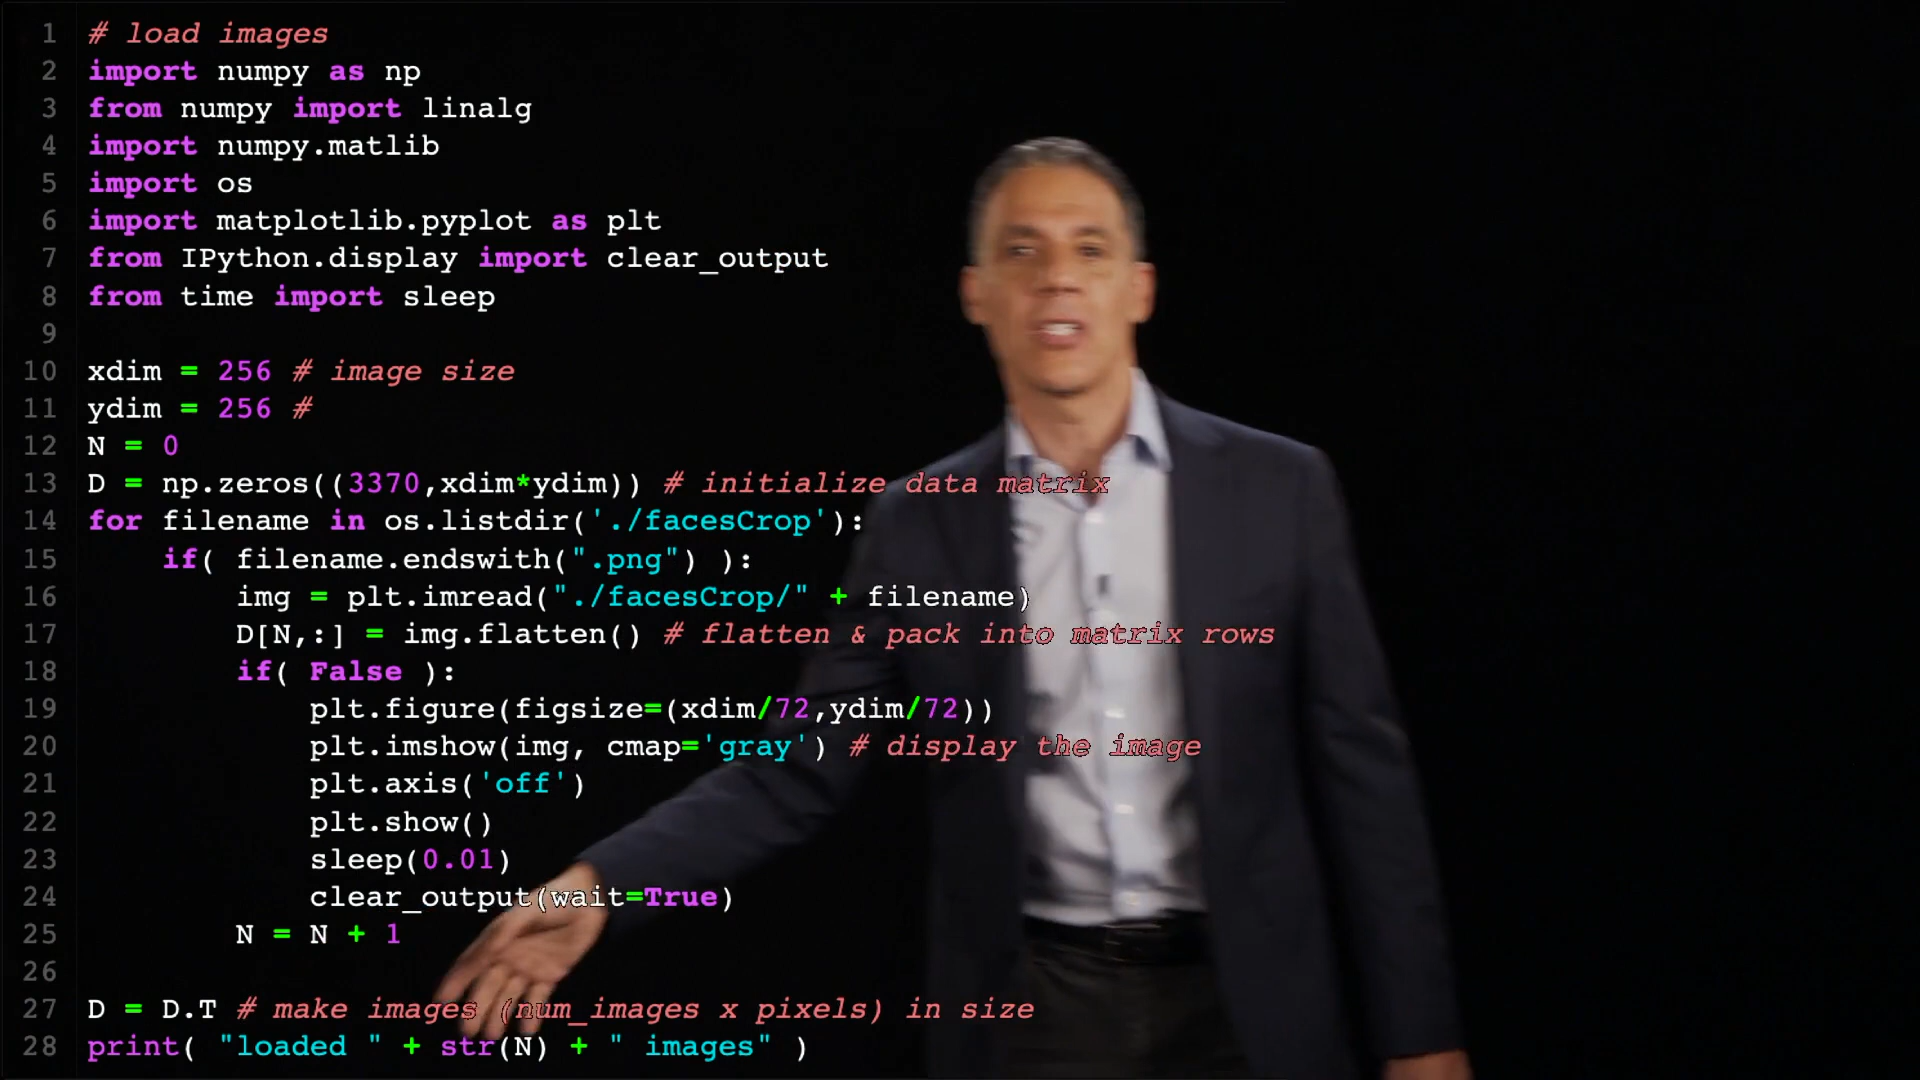 1 # load images
2 import numpy as np
3 from numpy import linalg
4 import numpy.matlib
5 import os
6 import matplotlib.pyplot as plt
7 from IPython.display import clear_output
8 from time import sleep
9
10 xdim = 256 # image size
11 ydim = 256 #
12 N = 0
13 D = np.zeros((3370,xdim*ydim)) # initialize data matrix
14 for filename in os.listdir('./facesCrop'):
15     if( filename.endswith(".png") ):
16         img = plt.imread("./facesCrop/" + filename)
17         D[N,:] = img.flatten() # flatten & pack into matrix rows
18         if( False ):
19             plt.figure(figsize=(xdim/72,ydim/72))
20             plt.imshow(img, cmap='gray') # display the image
21             plt.axis('off')
22             plt.show()
23             sleep(0.01)
24             clear_output(wait=True)
25         N = N + 1
26
27 D = D.T # make images (num_images x pixels) in size
28 print( "loaded " + str(N) + " images" )